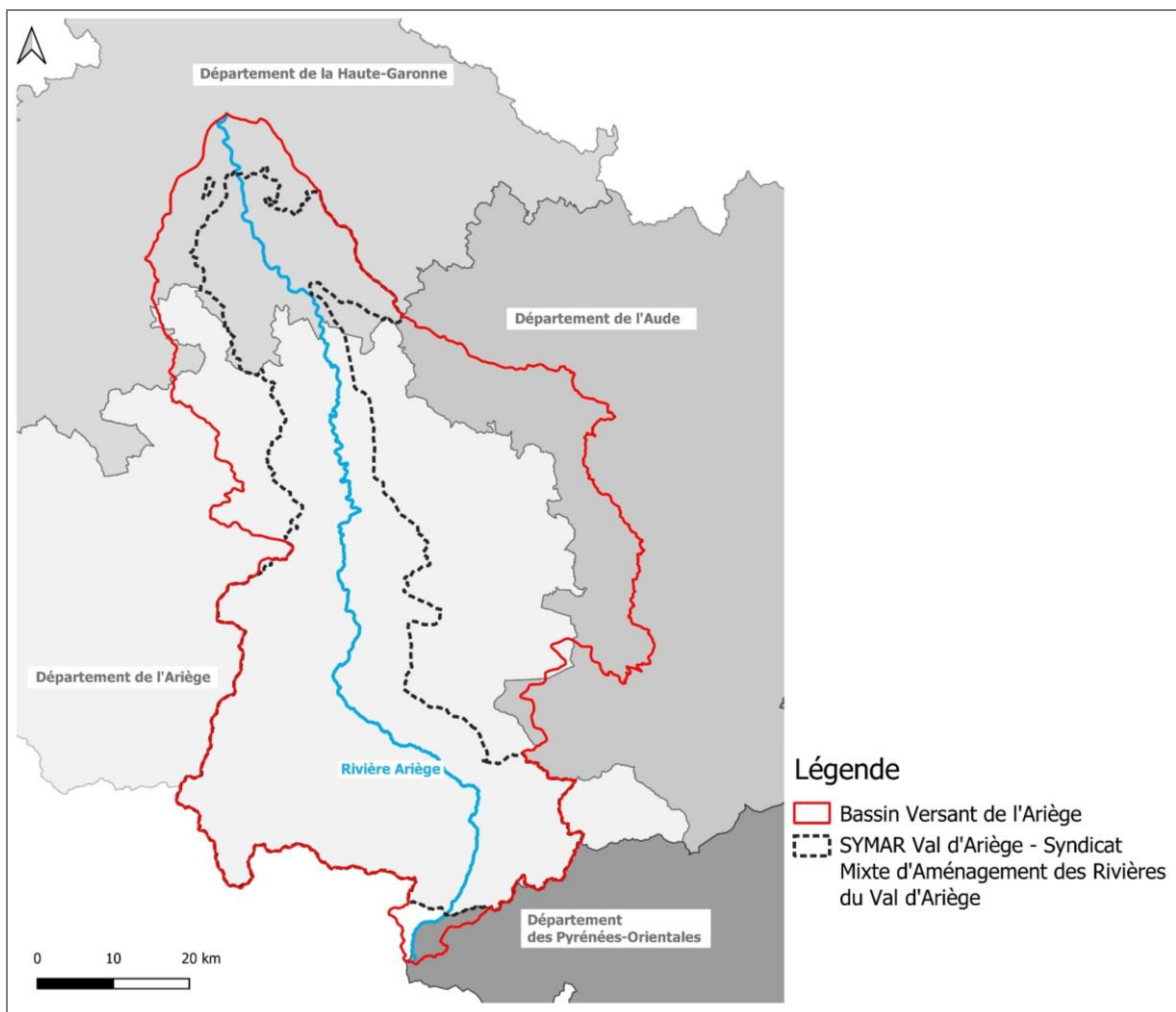 Département de la Haute-Garonne
Département de l'Aude
Département de l'Ariège
Rivière Ariège
Département
des Pyrénées-Orientales
0 10 20 km
Légende
Bassin Versant de l'Ariège
SYMAR Val d'Ariège - Syndicat
Mixte d'Aménagement des Rivières
du Val d'Ariège